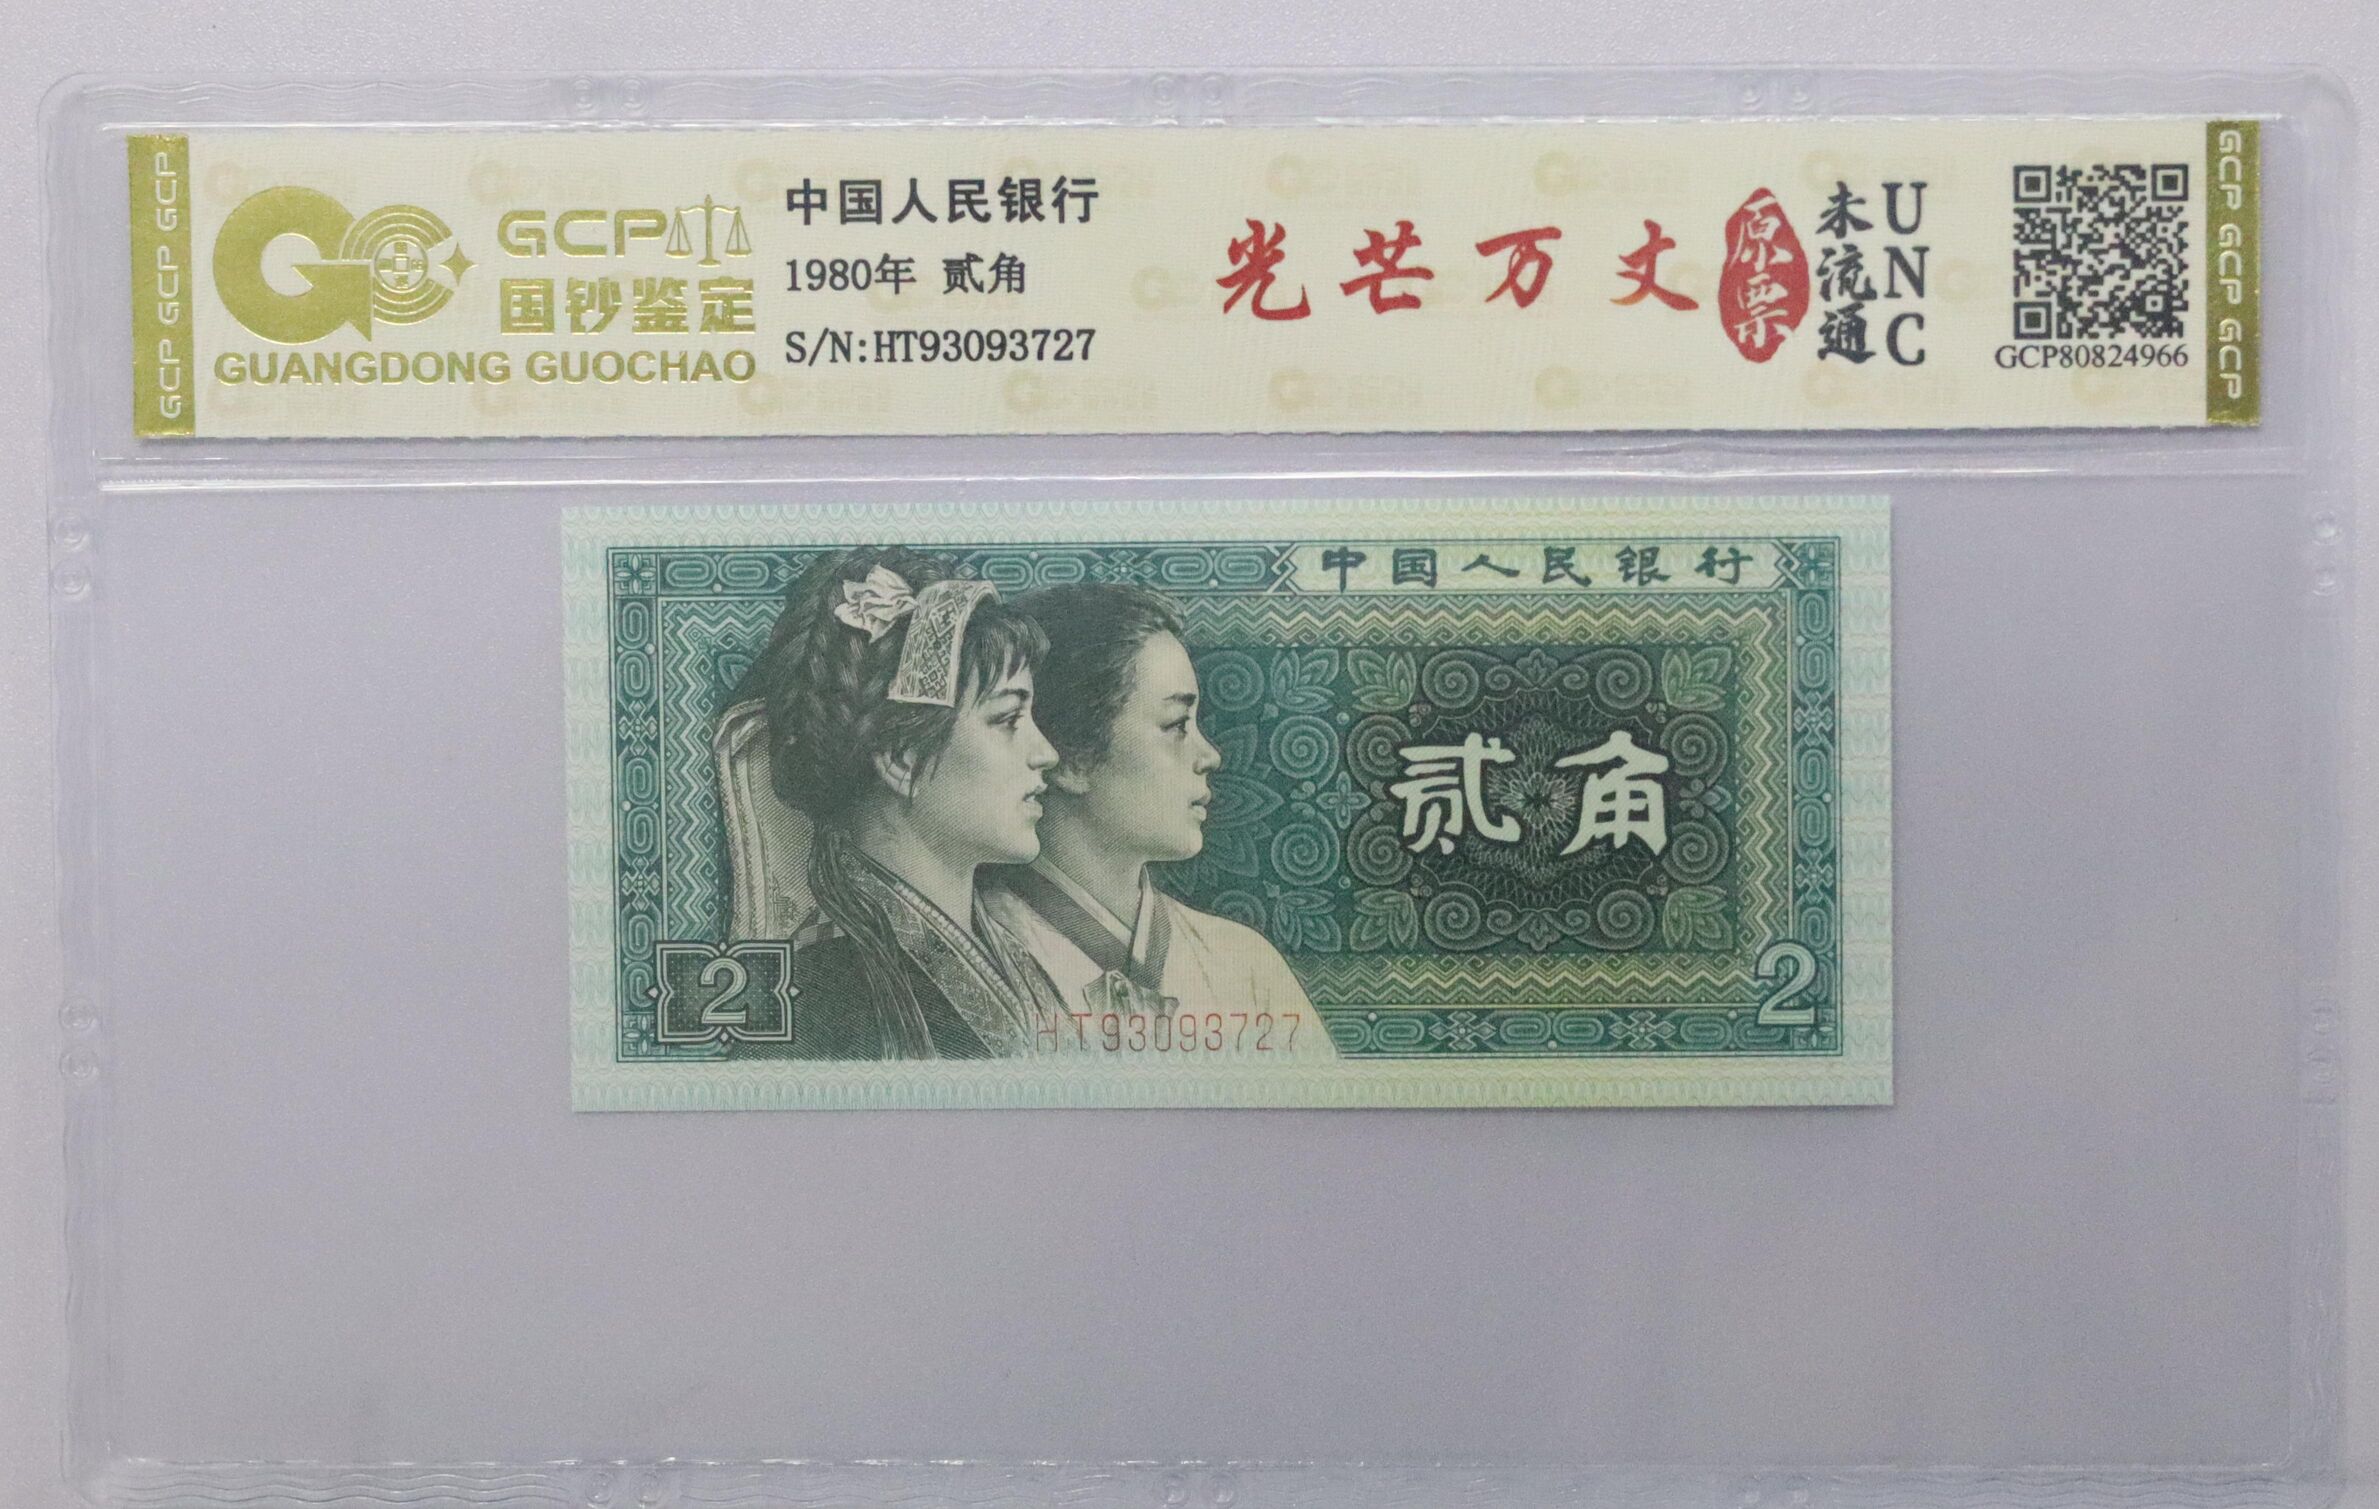 GCP GCP GCP
GCP
国钞鉴定
GUANGDONG GUOCHAO
中国人民银行
1980年 贰角
S/N:HT93093727
光芒万丈
原票
未流通
UNC
GCP80824966
GCP GCP GCP
中国人民银行
贰角
2
2
HT93093727